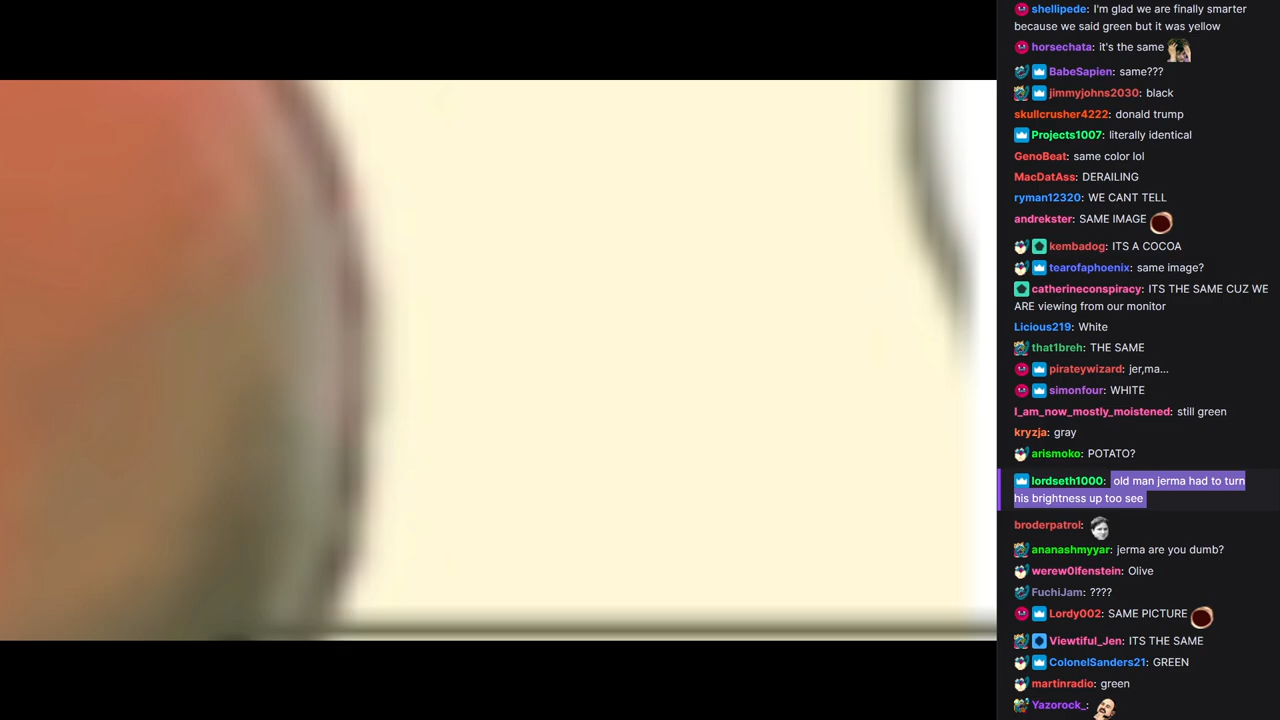 shellipede: I'm glad we are finally smarter
because we said green but it was yellow
horsechata: it's the same
BabeSapien: same???
jimmyjohns2030: black
skullcrusher4222: donald trump
Projects1007: literally identical
GenoBeat: same color lol
MacDatAss: DERAILING
ryman12320: WE CANT TELL
andrekster: SAME IMAGE
kembadog: ITS A COCOA
tearofaphoenix: same image?
catherineconspiracy: ITS THE SAME CUZ WE
ARE viewing from our monitor
Licious219: White
that1breh: THE SAME
pirateywizard: jer,ma...
simonfour: WHITE
I_am_now_mostly_moistened: still green
kryzja: gray
arismoko: POTATO?
lordseth1000: old man jerma had to turn
his brightness up too see
broderpatrol:
ananashmyyar: jerma are you dumb?
werew0lfenstein: Olive
FuchiJam: ????
Lordy002: SAME PICTURE
Viewtiful_Jen: ITS THE SAME
ColonelSanders21: GREEN
martinradio: green
Yazorock_: